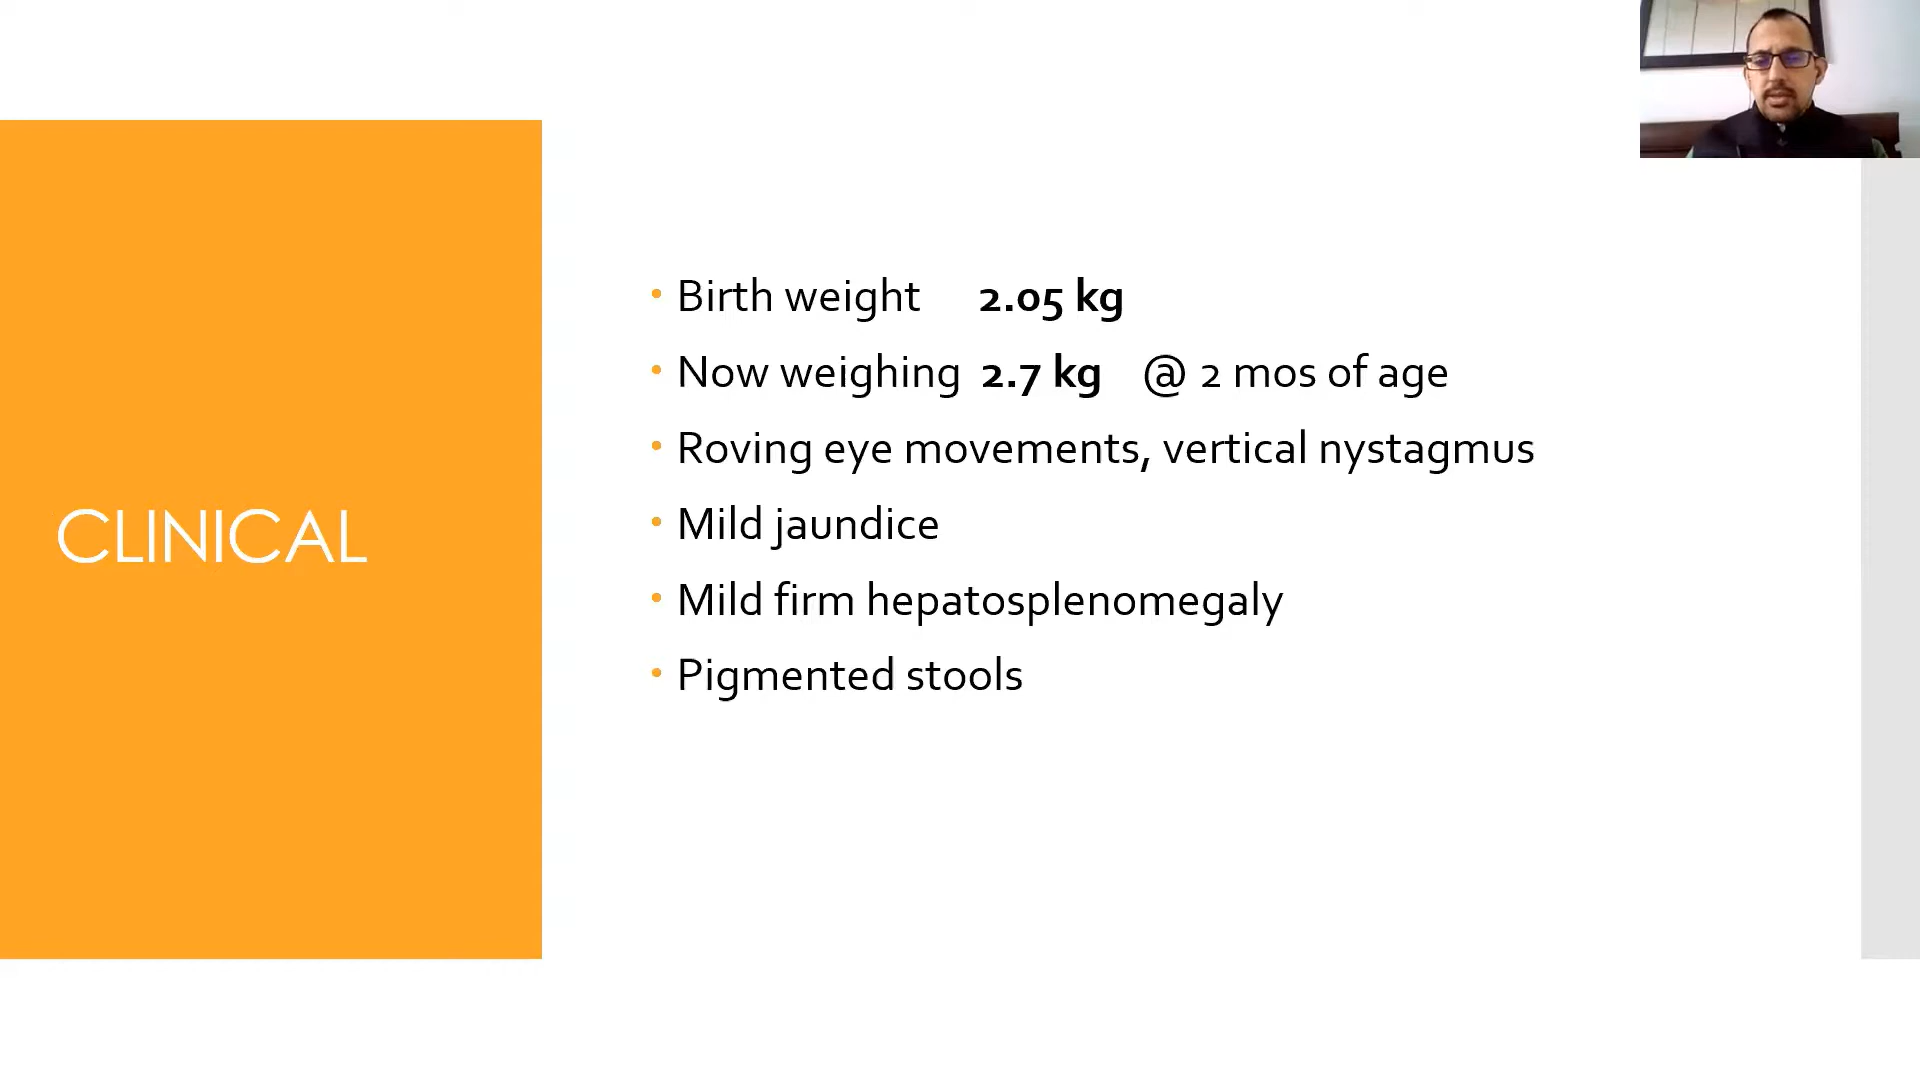 CLINICAL
• Birth weight 2.05 kg
• Now weighing 2.7 kg @ 2 mos of age
• Roving eye movements, vertical nystagmus
• Mild jaundice
• Mild firm hepatosplenomegaly
• Pigmented stools